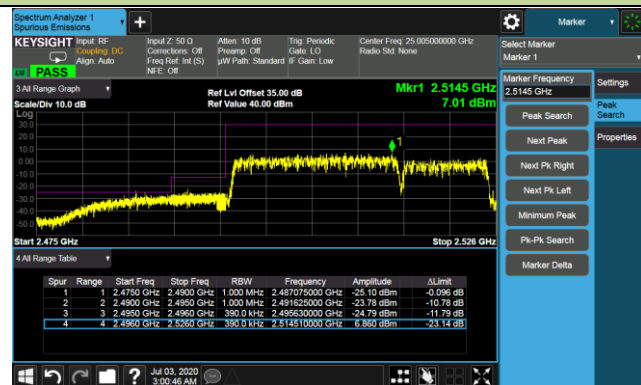 Spectrum Analyzer 1
Spurious Emissions
Marker
KEYSIGHT Input: RF Input Z: 50 Ω Atten: 10 dB Trig: Periodic Center Freq: 25.005000000 GHz
Coupling: DC Corrections: Off Preamp: Off Gate: LO Radio Std: None
Align: Auto Freq Ref: Int (S) µW Path: Standard IF Gain: Low
NFE: Off
PASS
Select Marker
Marker 1
3 All Range Graph
Scale/Div 10.0 dB
Ref Lvl Offset 35.00 dB
Ref Value 40.00 dBm
Mkr1 2.5145 GHz
7.01 dBm
Log
30.0
20.0
10.0
0.00
-10.0
-20.0
-30.0
-40.0
-50.0
1
Start 2.475 GHz
Stop 2.526 GHz
Marker Frequency
2.5145 GHz
Peak Search
Next Peak
Next Pk Right
Next Pk Left
Minimum Peak
Pk-Pk Search
Marker Delta
Settings
Peak
Search
Properties
4 All Range Table
Spur Range Start Freq Stop Freq RBW Frequency Amplitude ΔLimit
1 1 2.4750 GHz 2.4900 GHz 1.000 MHz 2.487075000 GHz -25.10 dBm -0.096 dB
2 2 2.4900 GHz 2.4950 GHz 1.000 MHz 2.491625000 GHz -23.78 dBm -10.78 dB
3 3 2.4950 GHz 2.4960 GHz 390.0 kHz 2.495630000 GHz -24.79 dBm -11.79 dB
4 4 2.4960 GHz 2.5260 GHz 390.0 kHz 2.514510000 GHz 6.860 dBm -23.14 dB
Jul 03, 2020
3:00:46 AM